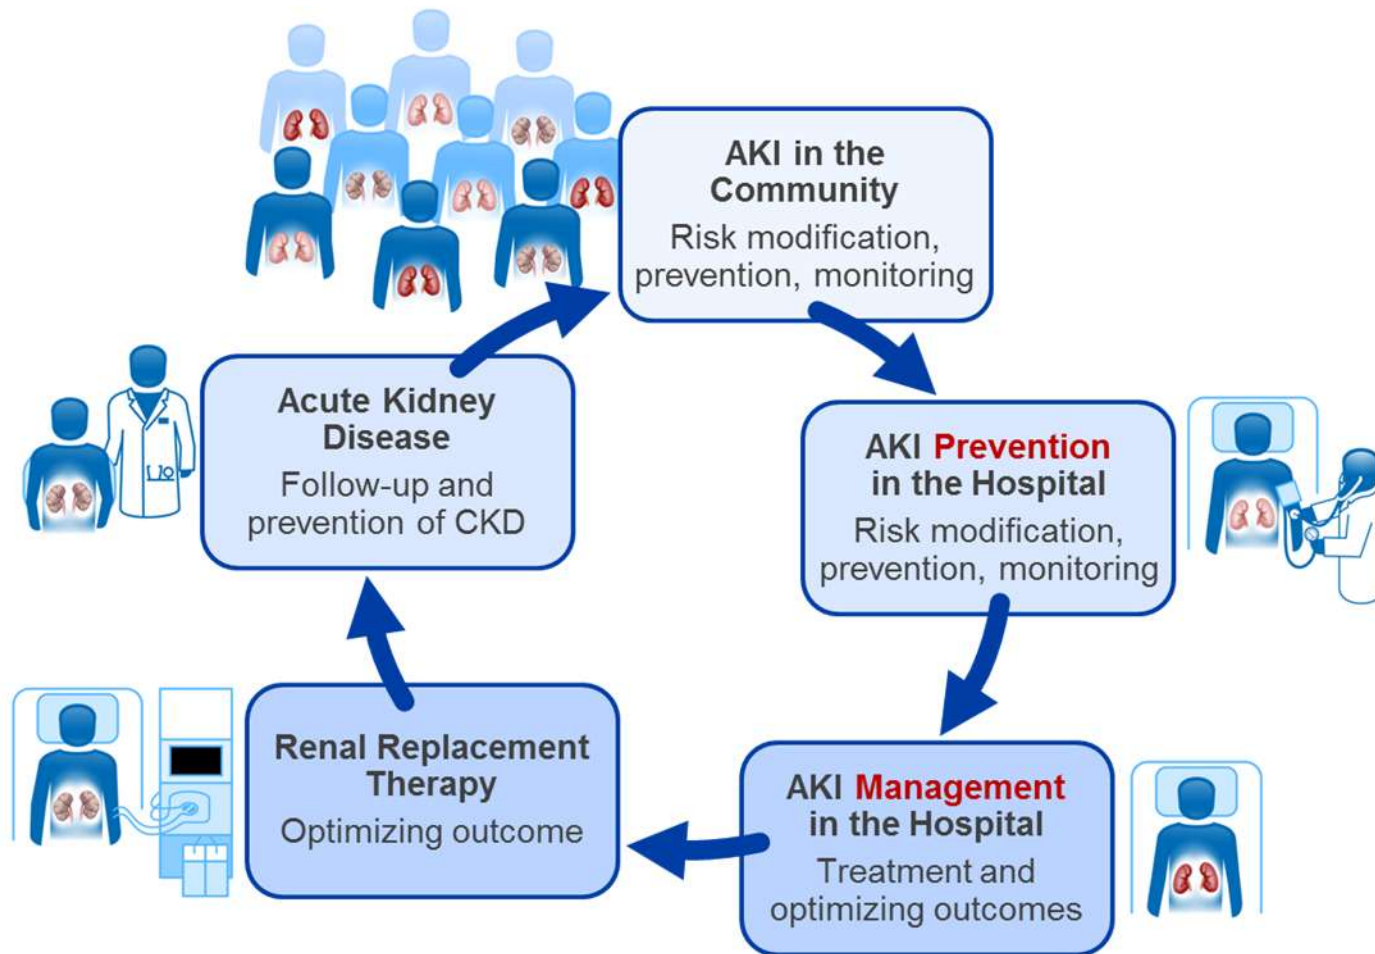 AKI in the
Community
Risk modification,
prevention, monitoring
AKI Prevention
in the Hospital
Risk modification,
prevention, monitoring
AKI Management
in the Hospital
Treatment and
optimizing outcomes
Renal Replacement
Therapy
Optimizing outcome
Acute Kidney
Disease
Follow-up and
prevention of CKD